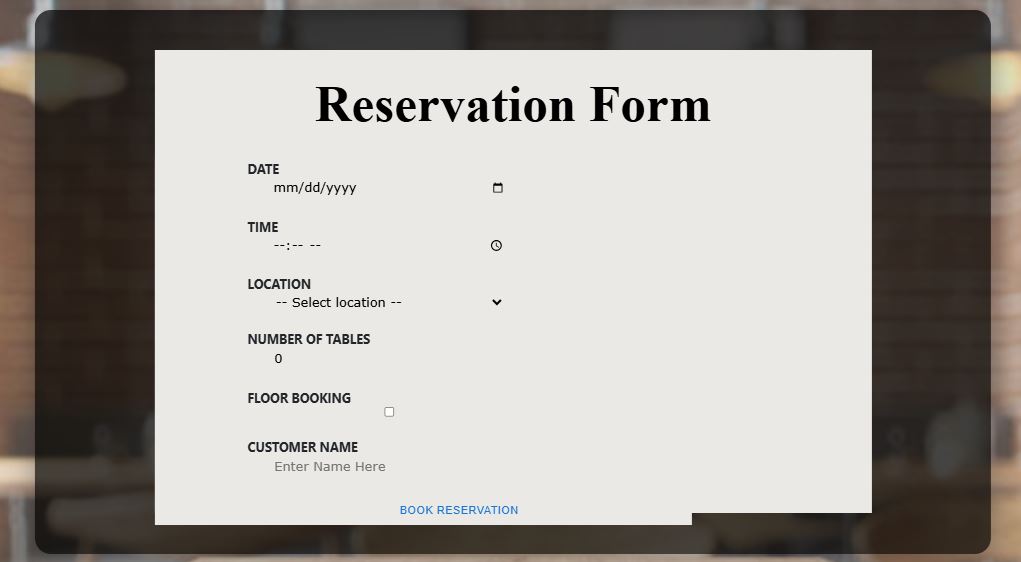 Reservation Form
DATE
mm/dd/yyyy
TIME
--:-- --
LOCATION
-- Select location --
NUMBER OF TABLES
0
FLOOR BOOKING
CUSTOMER NAME
Enter Name Here
BOOK RESERVATION